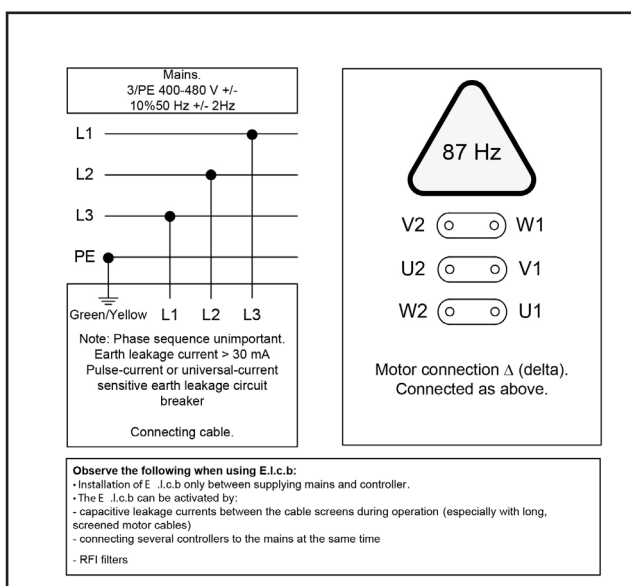 Mains.
3/PE 400-480 V +/-
10%50 Hz +/- 2Hz
L1
L2
L3
PE
Green/Yellow L1 L2 L3
Note: Phase sequence unimportant.
Earth leakage current > 30 mA
Pulse-current or universal-current
sensitive earth leakage circuit
breaker
Connecting cable.
87 Hz
V2 W1
U2 V1
W2 U1
Motor connection Δ (delta).
Connected as above.
Observe the following when using E.l.c.b:
• Installation of E .l.c.b only between supplying mains and controller.
• The E .l.c.b can be activated by:
- capacitive leakage currents between the cable screens during operation (especially with long,
screened motor cables)
- connecting several controllers to the mains at the same time
- RFI filters